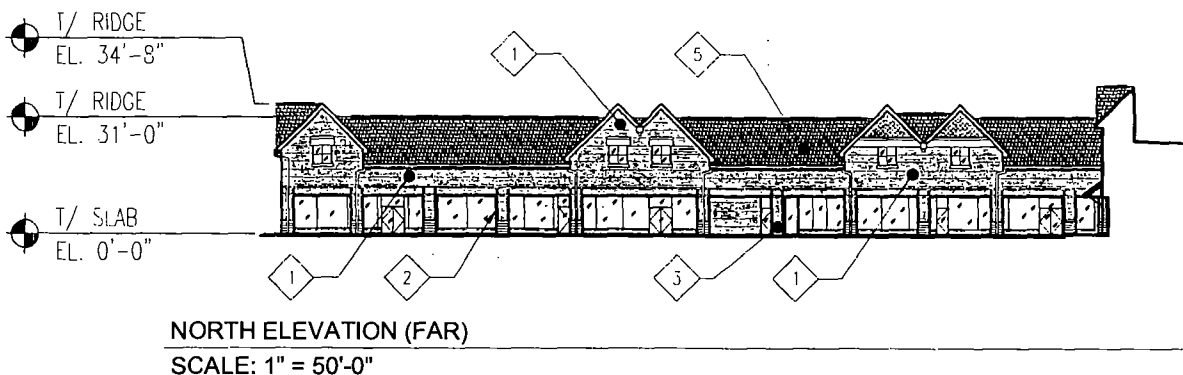 T/ RIDGE
EL. 34'-8"
T/ RIDGE
EL. 31'-0"
T/ SLAB
EL. 0'-0"
1
5
1
2
3
1
NORTH ELEVATION (FAR)
SCALE: 1" = 50'-0"